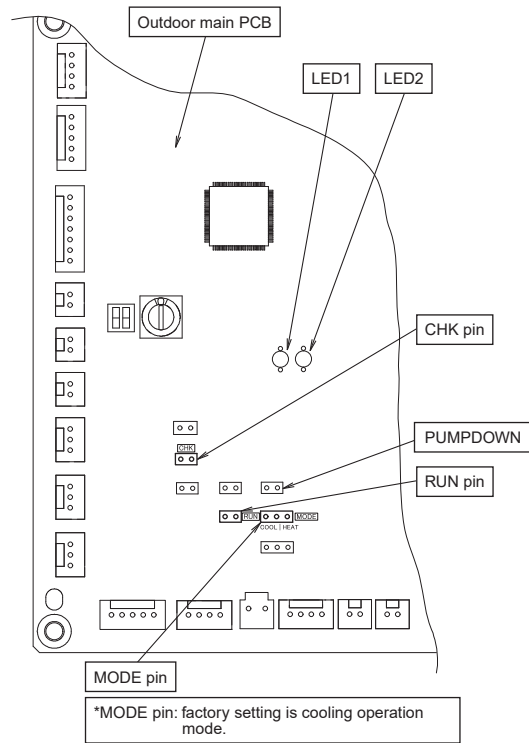 Outdoor main PCB
LED1
LED2
CHK pin
CHK
PUMPDOWN
RUN pin
RUN
MODE
COOL | HEAT
MODE pin
*MODE pin: factory setting is cooling operation
mode.